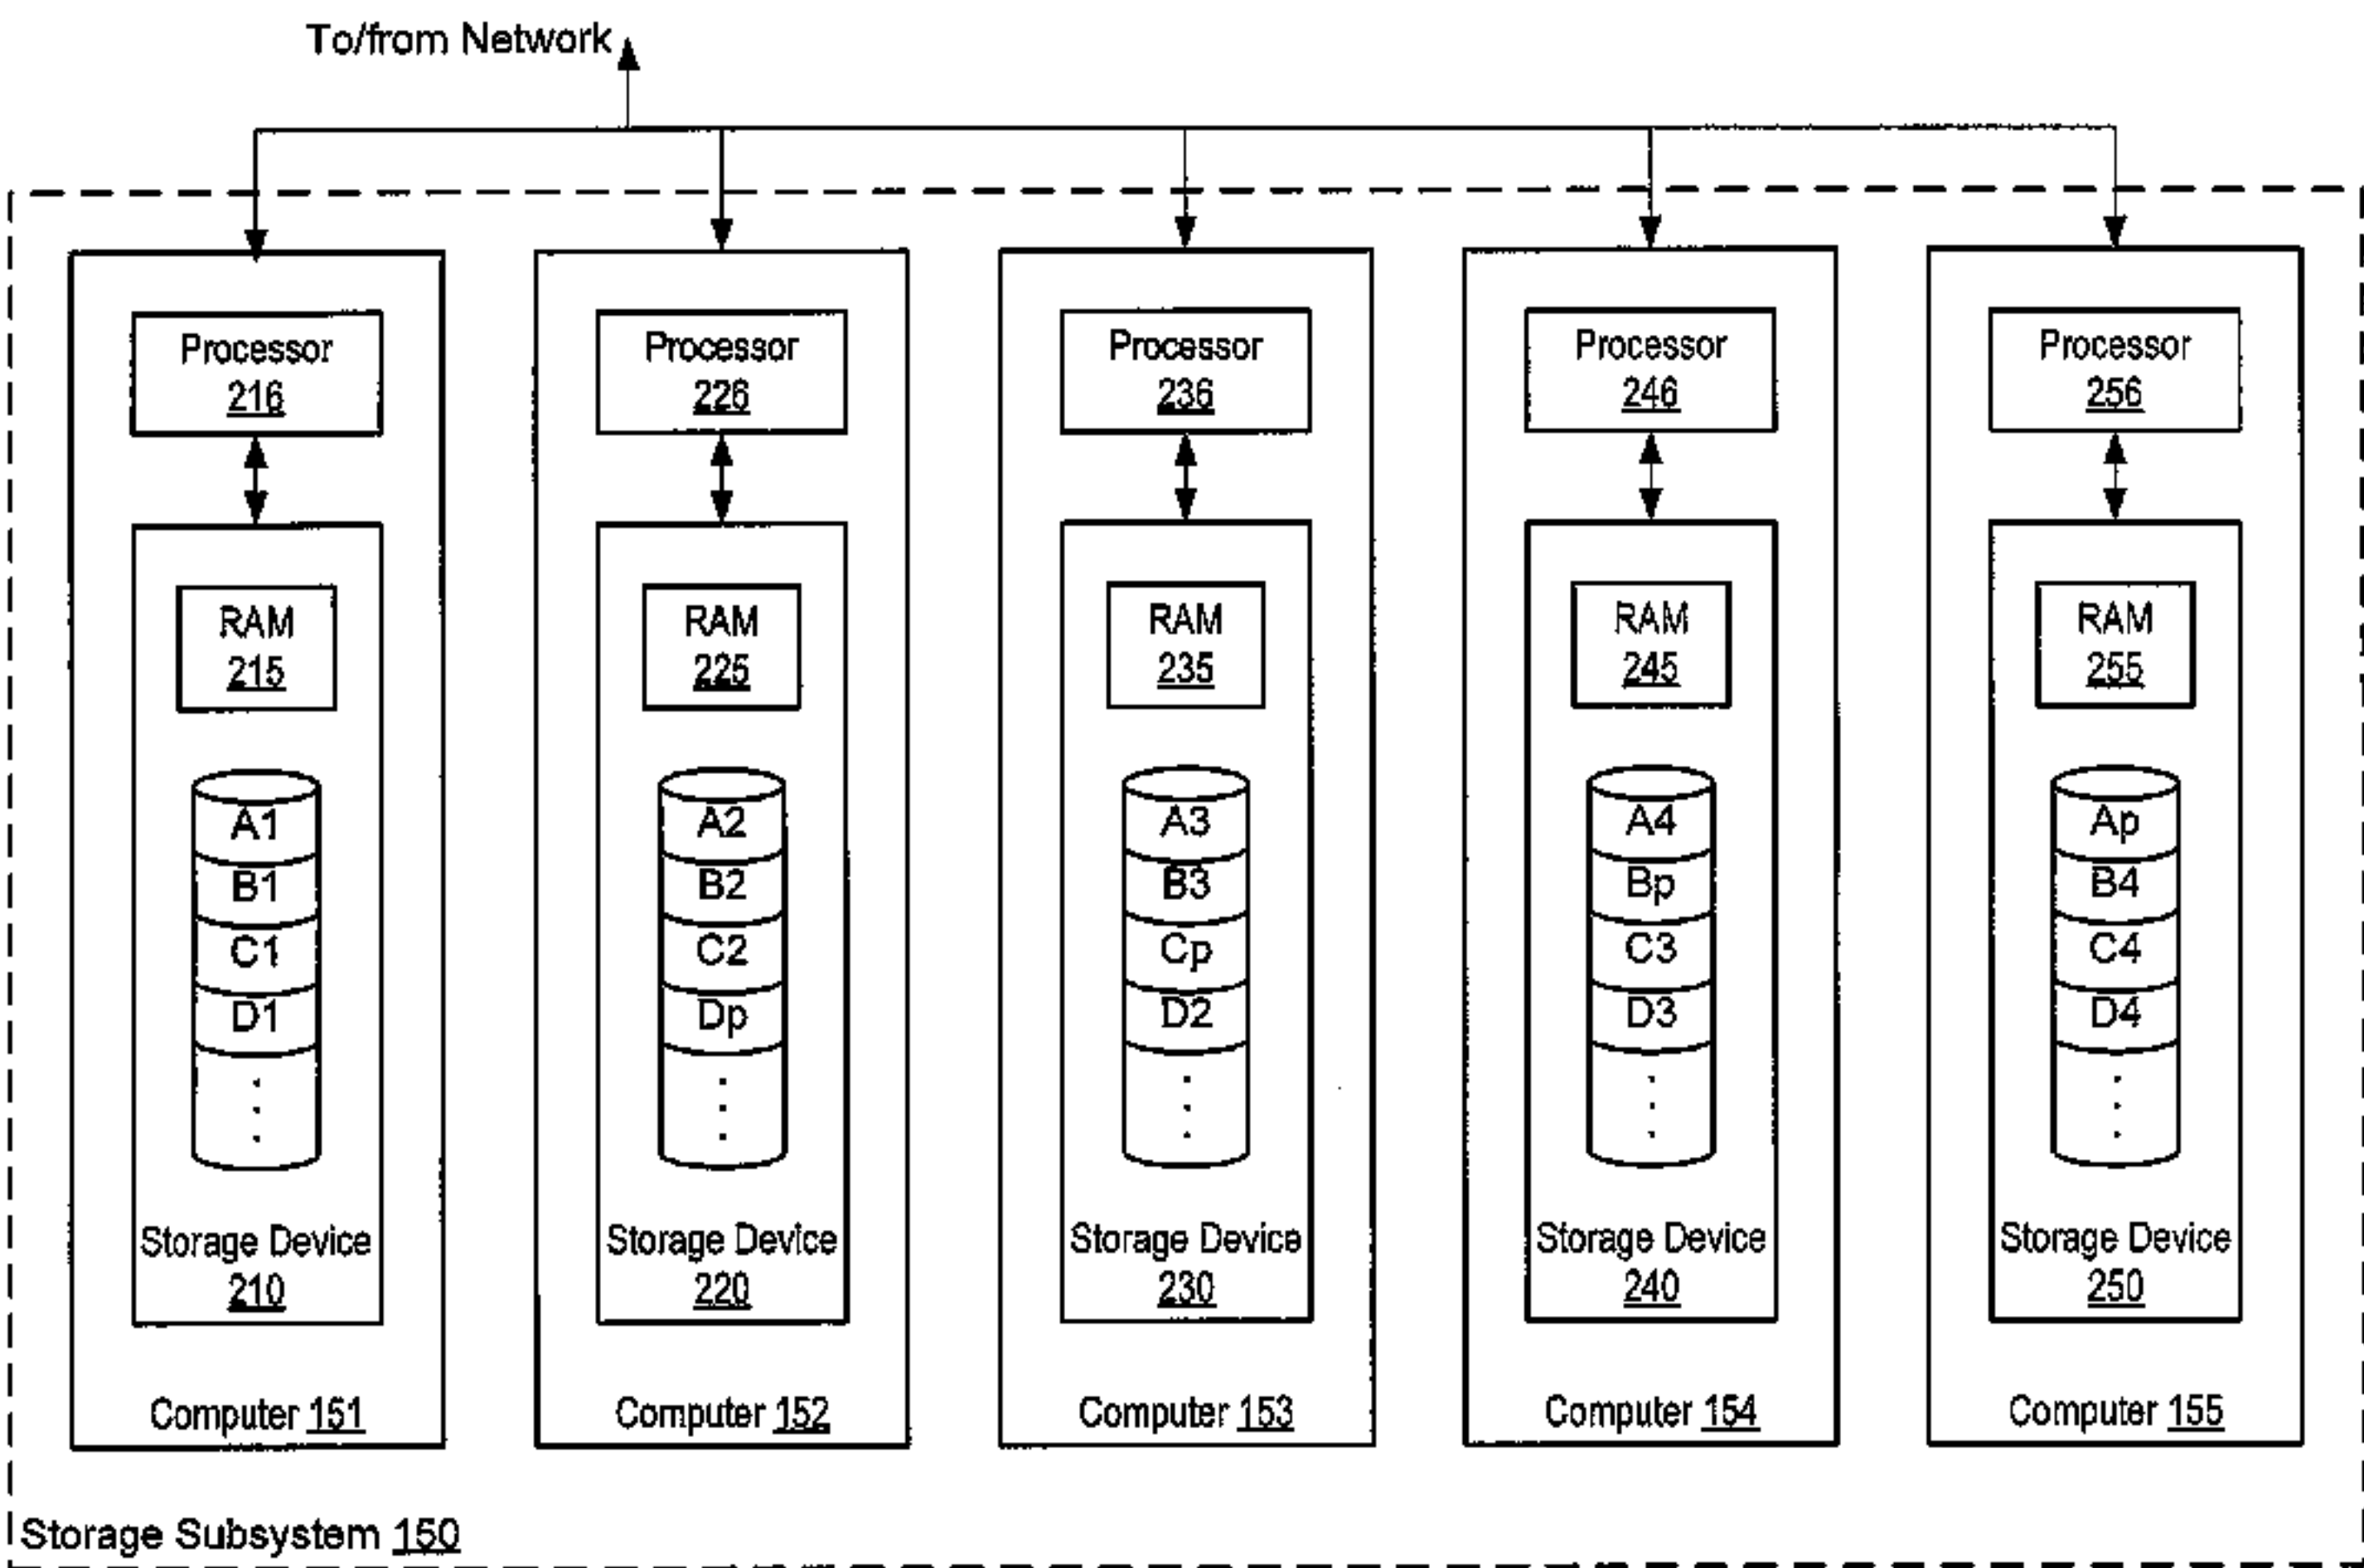 To/from Network
Processor
216
Processor
226
Processor
236
Processor
246
Processor
256
RAM
215
RAM
225
RAM
235
RAM
245
RAM
255
A1
B1
C1
D1
A2
B2
C2
Dp
A3
B3
Cp
D2
A4
Bp
C3
D3
Ap
B4
C4
D4
Storage Device
210
Storage Device
220
Storage Device
230
Storage Device
240
Storage Device
250
Computer 151
Computer 152
Computer 153
Computer 154
Computer 155
Storage Subsystem 150